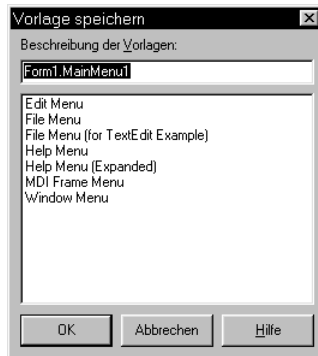 Vorlage speichern
Beschreibung der Vorlagen:
Form1.MainMenu1
Edit Menu
File Menu
File Menu (for TextEdit Example)
Help Menu
Help Menu (Expanded)
MDI Frame Menu
Window Menu
OK Abbrechen Hilfe